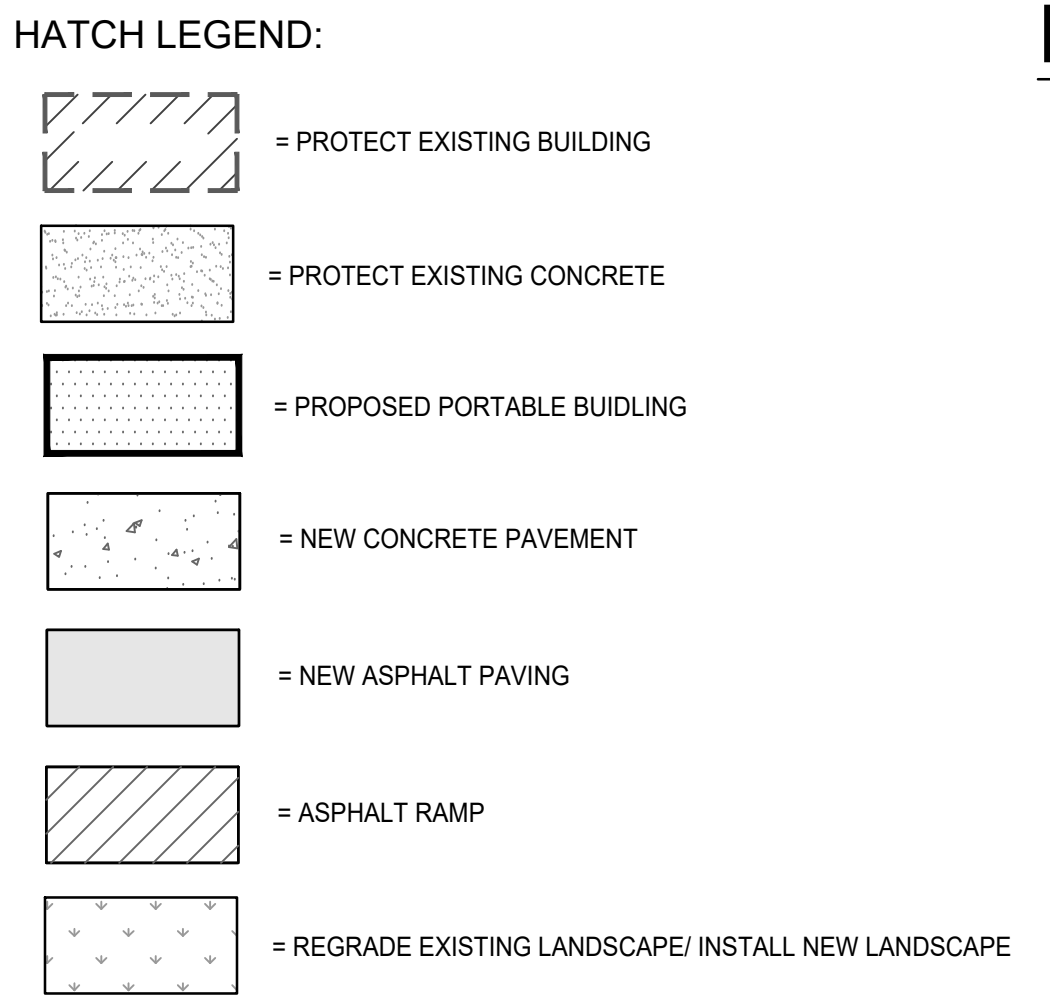 HATCH LEGEND:
= PROTECT EXISTING BUILDING
= PROTECT EXISTING CONCRETE
= PROPOSED PORTABLE BUIDLING
= NEW CONCRETE PAVEMENT
= NEW ASPHALT PAVING
= ASPHALT RAMP
= REGRADE EXISTING LANDSCAPE/ INSTALL NEW LANDSCAPE